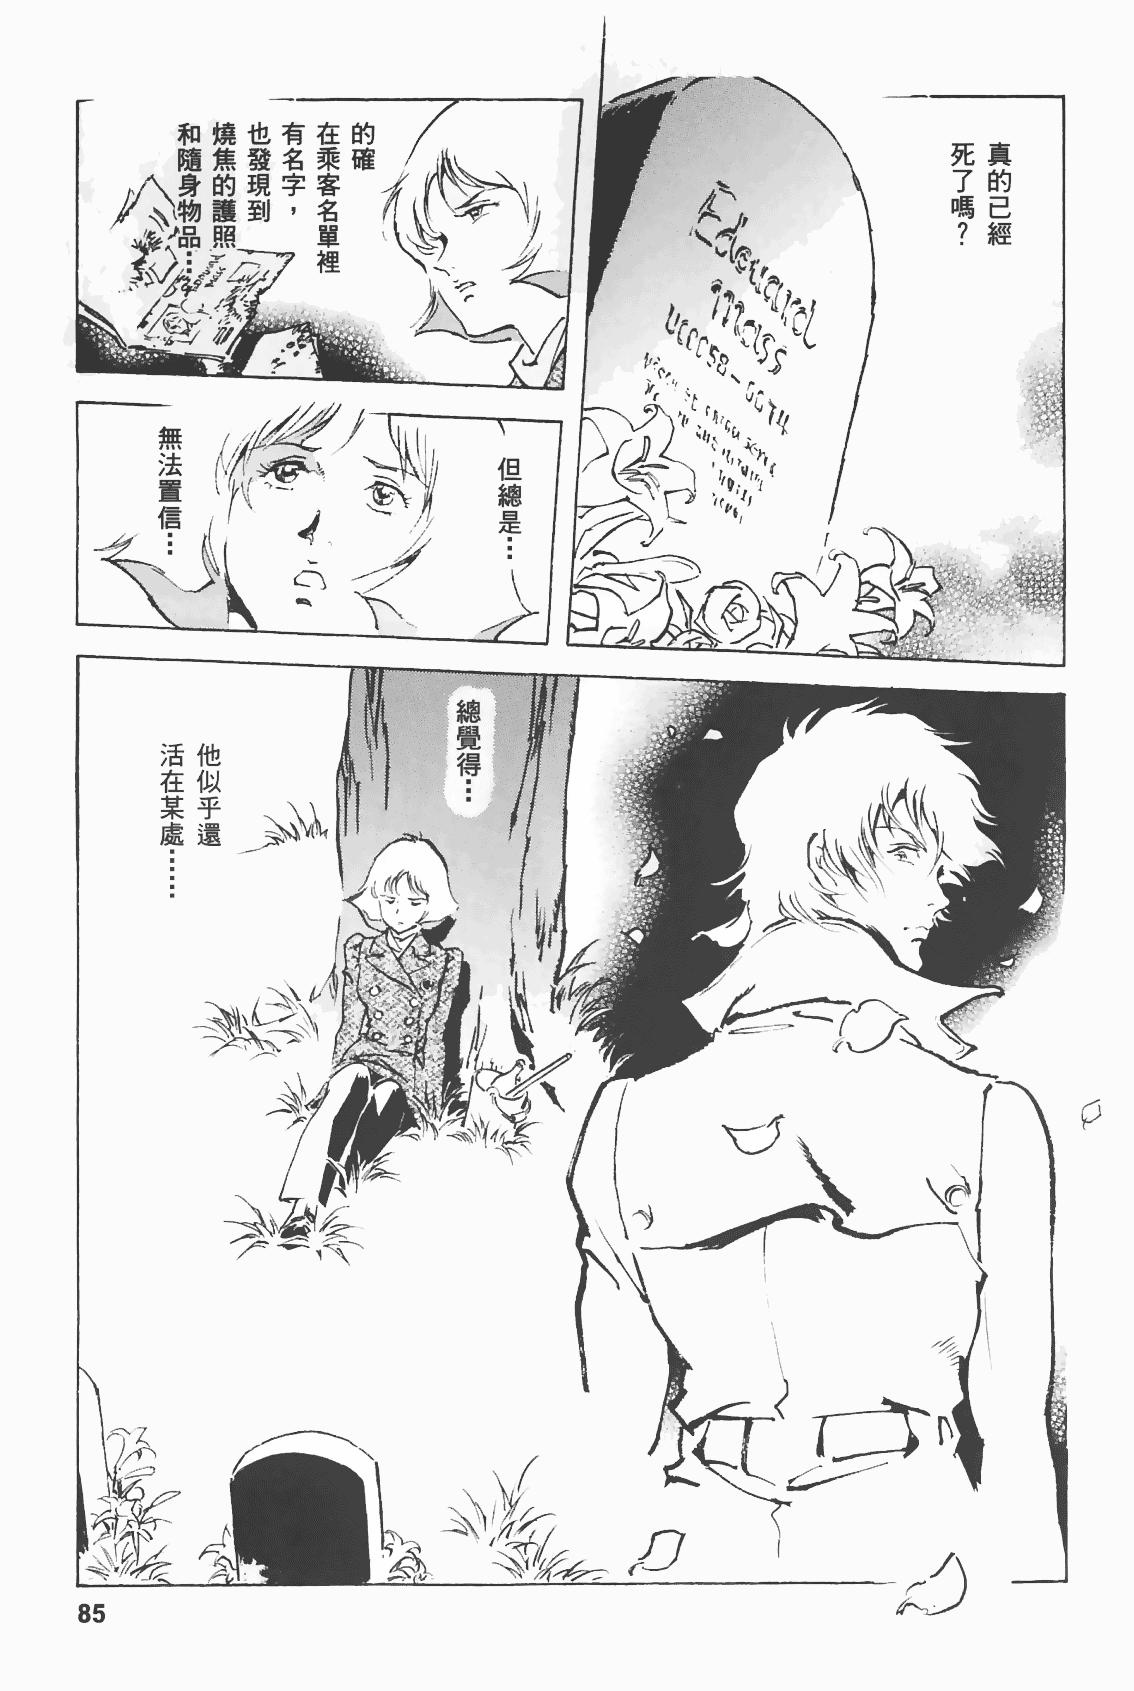 真的已經
死了嗎？
Edouard
Mass
UCCC58-0074
的確
在乘客名單裡
有名字，
也發現到
燒焦的護照
和隨身物品…
但總是…
無法置信…
總覺得…
他似乎還
活在某處……
85